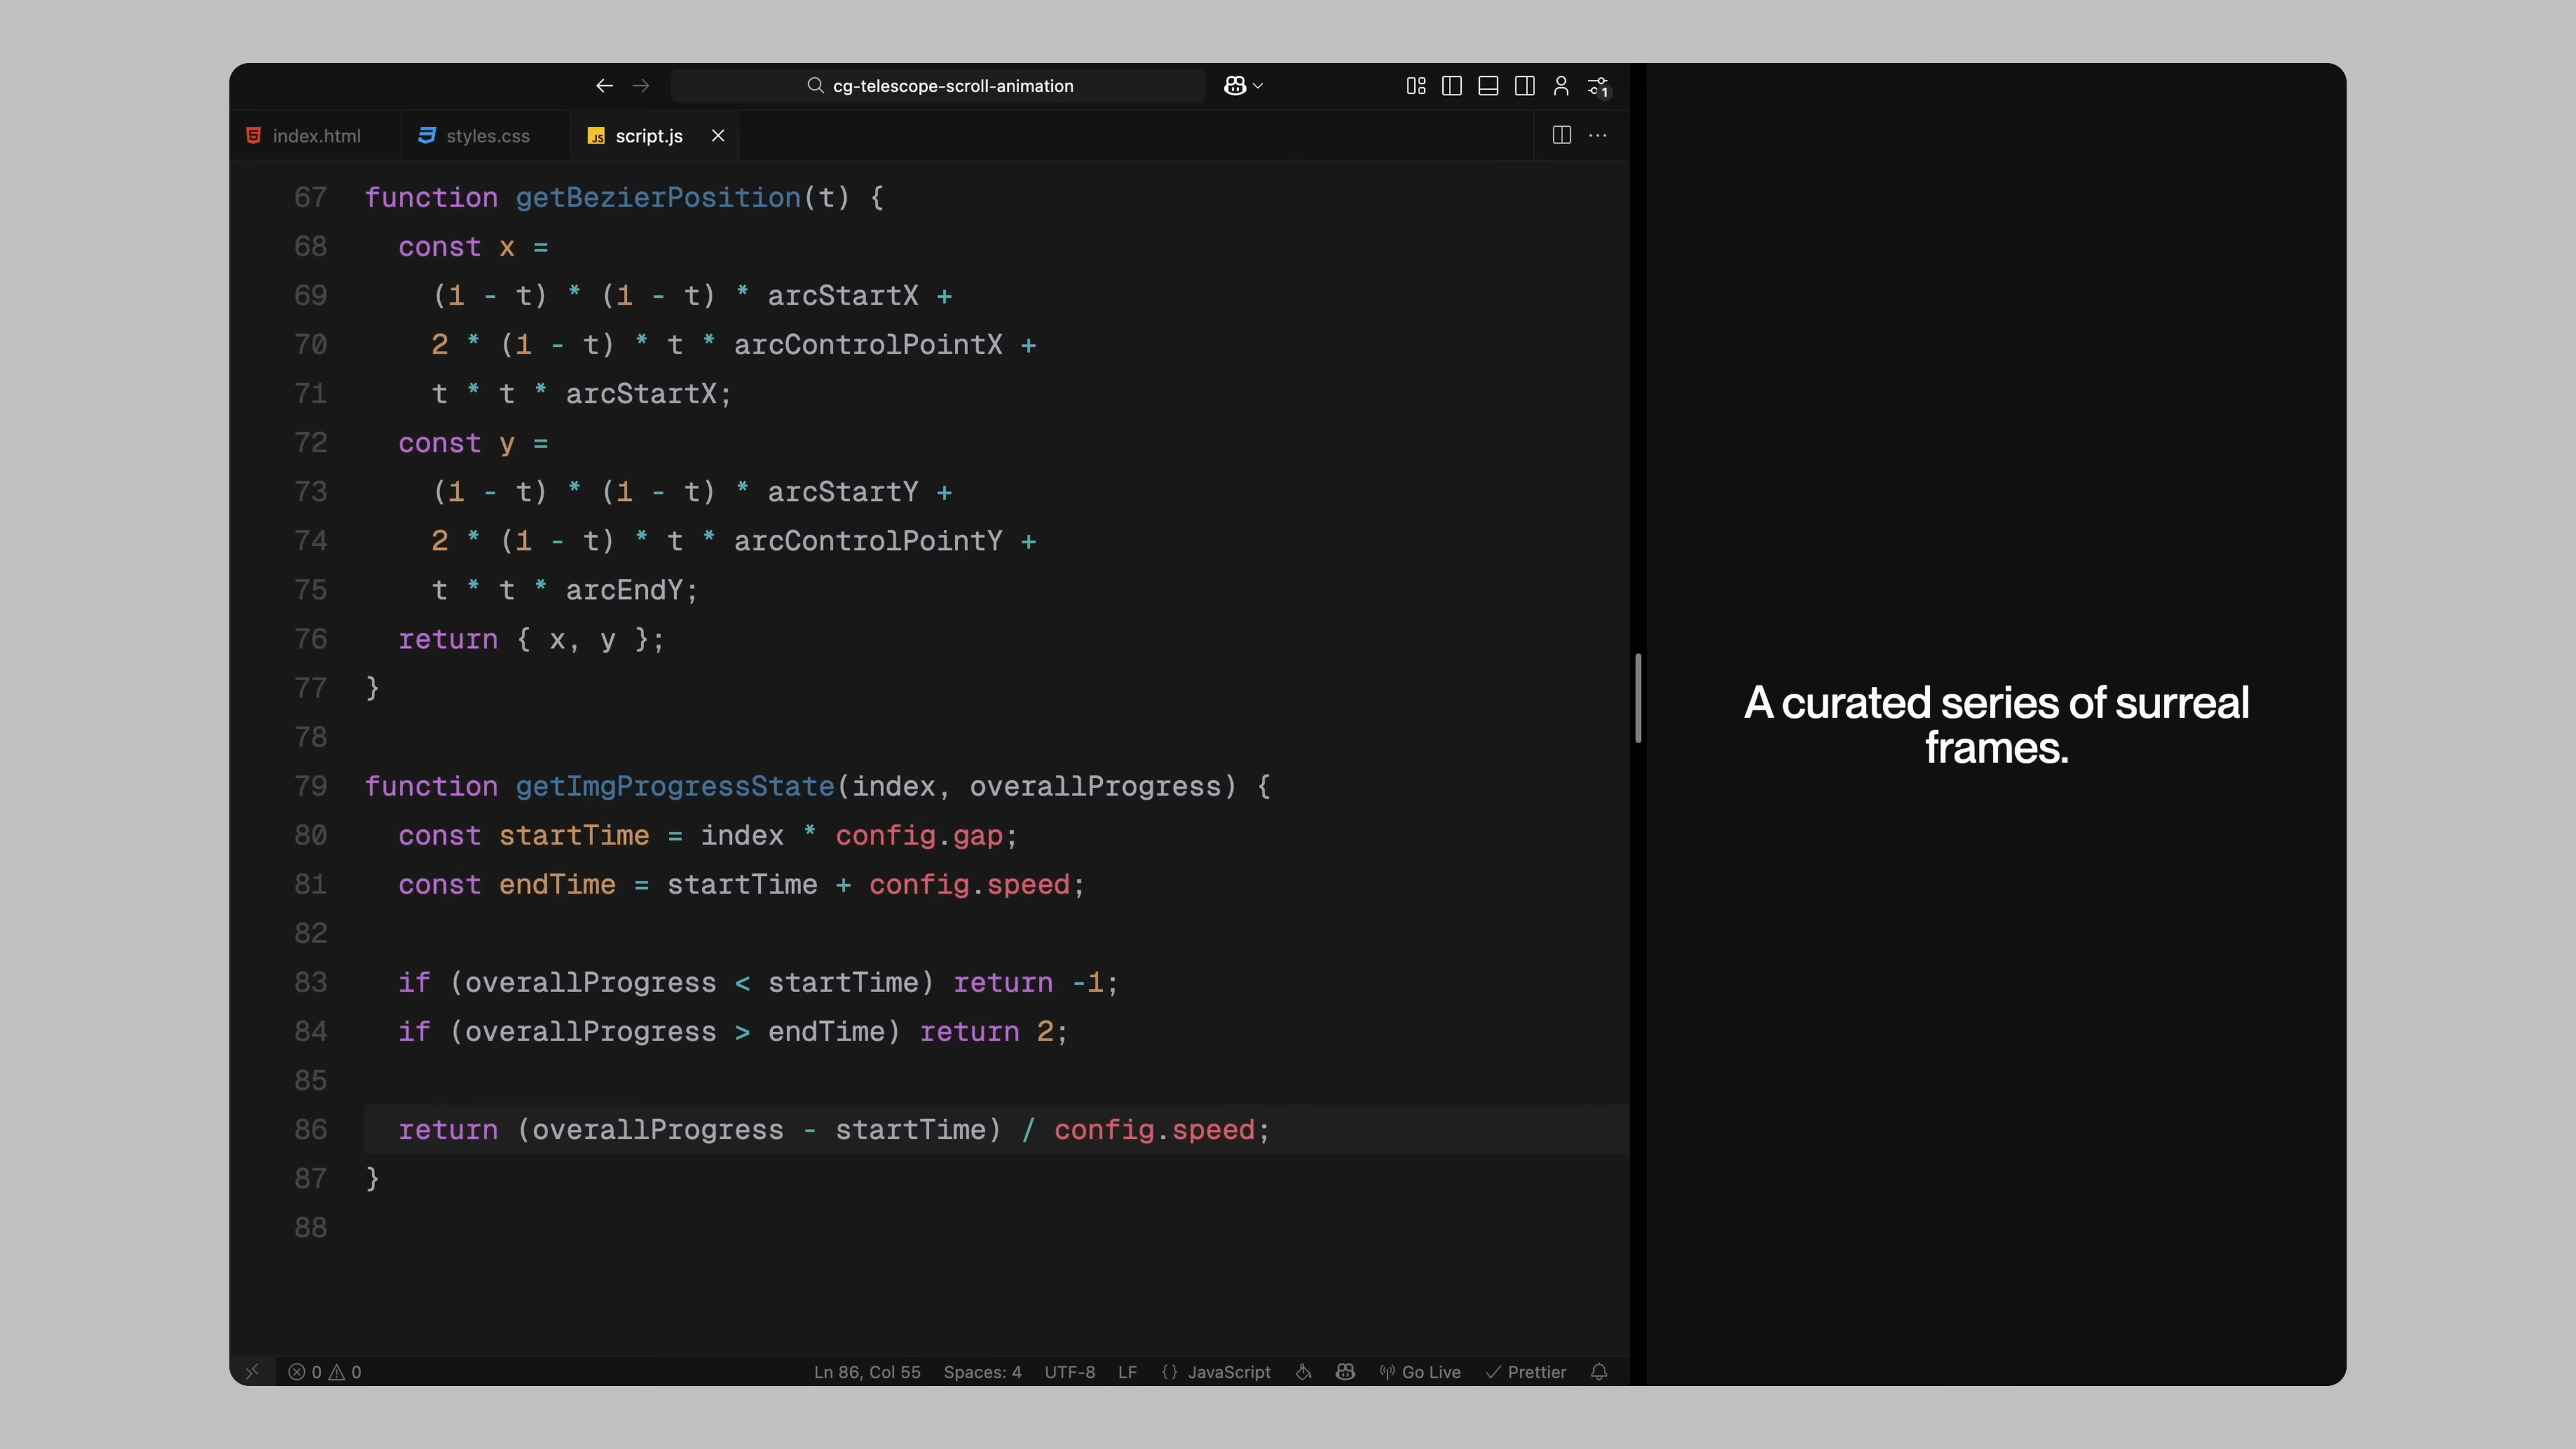 cg-telescope-scroll-animation
1
index.html
styles.css
JS script.js
67 function getBezierPosition(t) {
68 const x =
69 (1 - t) * (1 - t) * arcStartX +
70 2 * (1 - t) * t * arcControlPointX +
71 t * t * arcStartX;
72 const y =
73 (1 - t) * (1 - t) * arcStartY +
74 2 * (1 - t) * t * arcControlPointY +
75 t * t * arcEndY;
76 return { x, y };
77 }
78
79 function getImgProgressState(index, overallProgress) {
80 const startTime = index * config.gap;
81 const endTime = startTime + config.speed;
82
83 if (overallProgress < startTime) return -1;
84 if (overallProgress > endTime) return 2;
85
86 return (overallProgress - startTime) / config.speed;
87 }
88
0 0 Ln 86, Col 55 Spaces: 4 UTF-8 LF {} JavaScript Go Live Prettier
A curated series of surreal
frames.